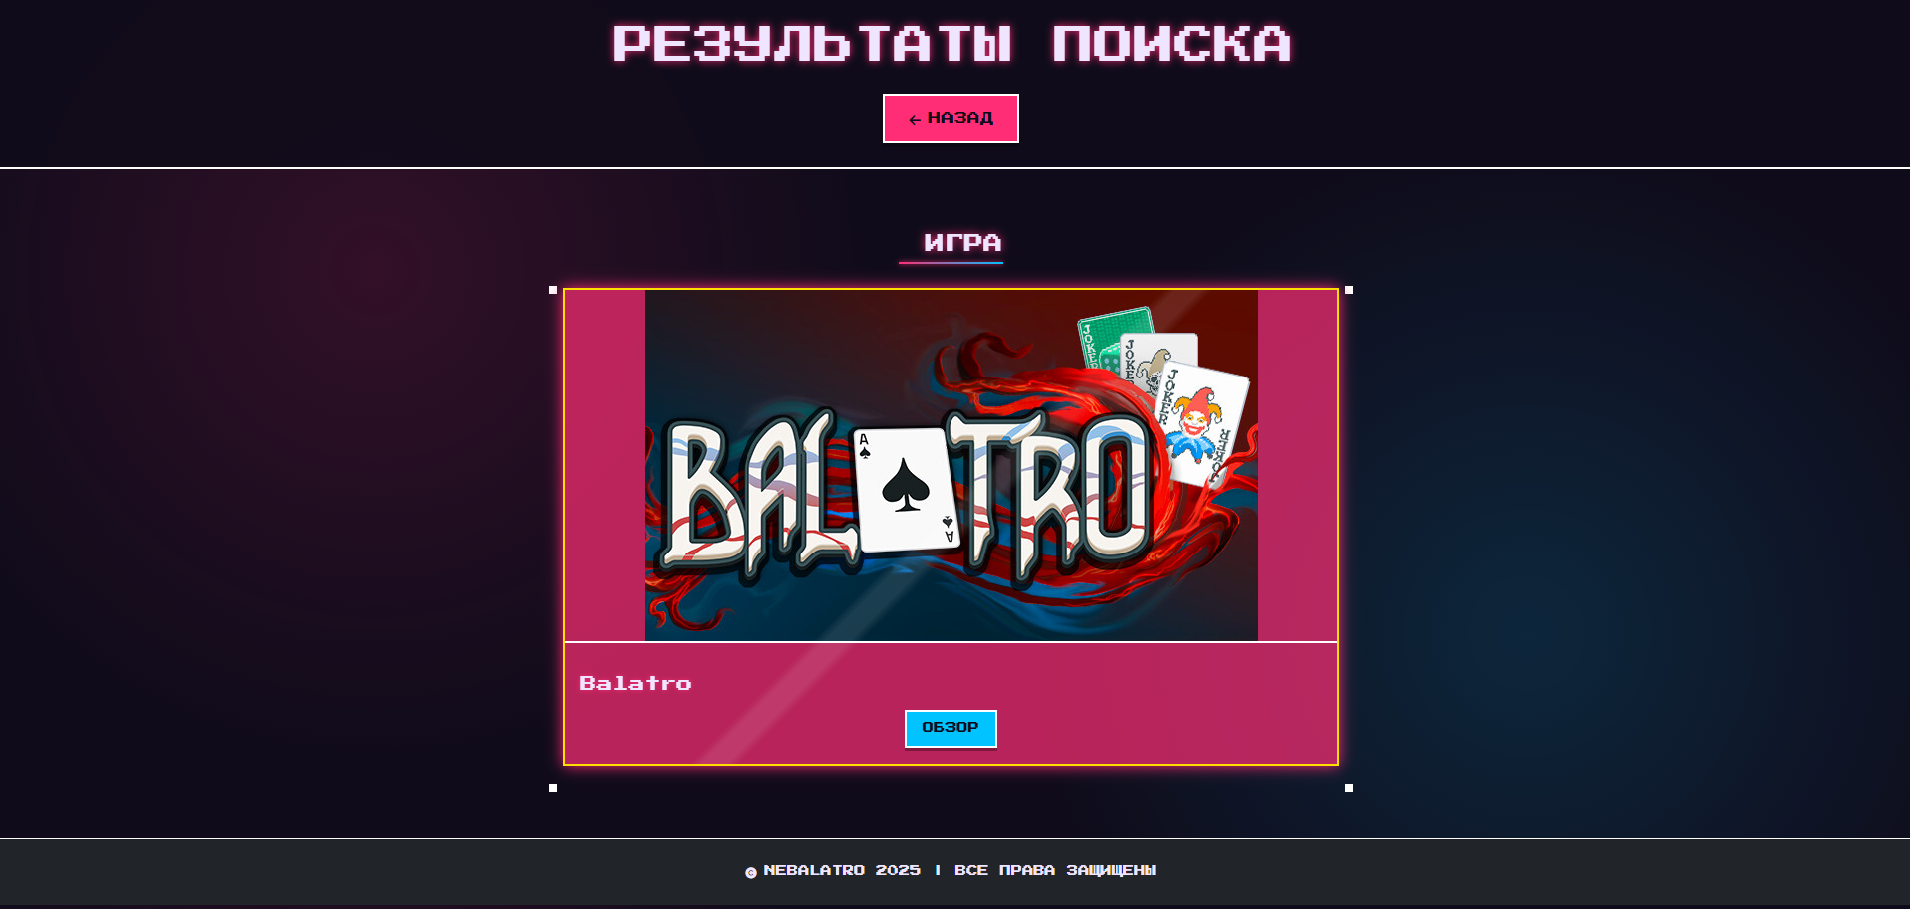 РЕЗУЛЬТАТЫ ПОИСКА
← НАЗАД
ИГРА
JOKER
JOKER
JOKER
JOKER
BALATRO
A
A
Balatro
ОБЗОР
© NEBALATRO 2025 | ВСЕ ПРАВА ЗАЩИЩЕНЫ